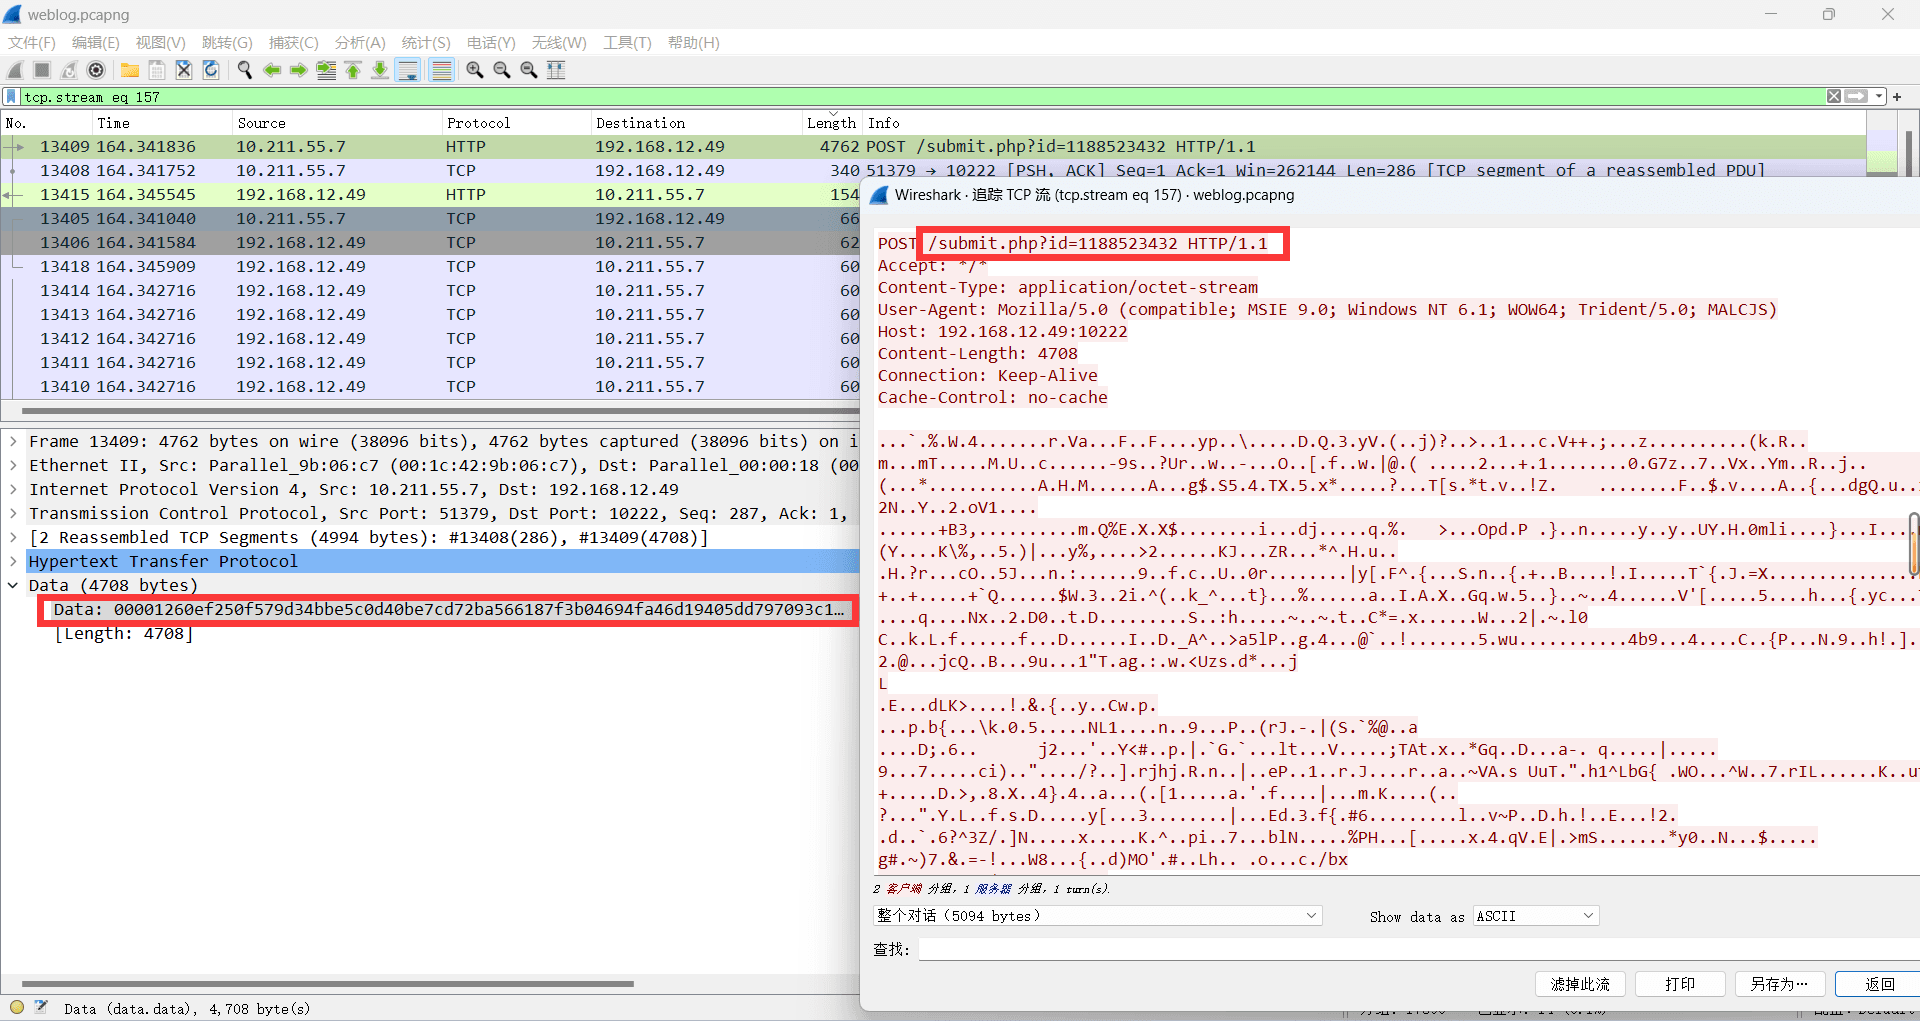 weblog.pcapng
文件(F) 编辑(E) 视图(V) 跳转(G) 捕获(C) 分析(A) 统计(S) 电话(Y) 无线(W) 工具(T) 帮助(H)
tcp.stream eq 157
No. Time Source Protocol Destination Length Info
13409 164.341836 10.211.55.7 HTTP 192.168.12.49 4762 POST /submit.php?id=1188523432 HTTP/1.1
13408 164.341752 10.211.55.7 TCP 192.168.12.49 340 51379 → 10222 [PSH, ACK] Seq=1 Ack=1 Win=262144 Len=286 [TCP segment of a reassembled PDU]
13415 164.345545 192.168.12.49 HTTP 10.211.55.7 154
13405 164.341040 10.211.55.7 TCP 192.168.12.49 66
13406 164.341584 192.168.12.49 TCP 10.211.55.7 62
13418 164.345909 192.168.12.49 TCP 10.211.55.7 60
13414 164.342716 192.168.12.49 TCP 10.211.55.7 60
13413 164.342716 192.168.12.49 TCP 10.211.55.7 60
13412 164.342716 192.168.12.49 TCP 10.211.55.7 60
13411 164.342716 192.168.12.49 TCP 10.211.55.7 60
13410 164.342716 192.168.12.49 TCP 10.211.55.7 60
Frame 13409: 4762 bytes on wire (38096 bits), 4762 bytes captured (38096 bits) on i
Ethernet II, Src: Parallel_9b:06:c7 (00:1c:42:9b:06:c7), Dst: Parallel_00:00:18 (00
Internet Protocol Version 4, Src: 10.211.55.7, Dst: 192.168.12.49
Transmission Control Protocol, Src Port: 51379, Dst Port: 10222, Seq: 287, Ack: 1,
[2 Reassembled TCP Segments (4994 bytes): #13408(286), #13409(4708)]
Hypertext Transfer Protocol
Data (4708 bytes)
Data: 00001260ef250f579d34bbe5c0d40be7cd72ba566187f3b04694fa46d19405dd797093c1…
[Length: 4708]
Data (data.data), 4,708 byte(s)
Wireshark · 追踪 TCP 流 (tcp.stream eq 157) · weblog.pcapng
POST /submit.php?id=1188523432 HTTP/1.1
Accept: */*
Content-Type: application/octet-stream
User-Agent: Mozilla/5.0 (compatible; MSIE 9.0; Windows NT 6.1; WOW64; Trident/5.0; MALCJS)
Host: 192.168.12.49:10222
Content-Length: 4708
Connection: Keep-Alive
Cache-Control: no-cache
...`.%.W.4.......r.Va...F..F....yp..\.....D.Q.3.yV.(..j)?..>..1...c.V++.;...z..........(k.R..
m...mT.....M.U..c......-9s..?Ur..w..-...O..[.f..w.|@.( .....2...+.1........0.G7z..7..Vx..Ym..R..j..
(...*...........A.H.M......A...g$.S5.4.TX.5.x*.....?...T[s.*t.v..!Z. ........F..$.v....A..{...dgQ.u..
2N..Y..2.oV1....
......+B3,..........m.Q%E.X.X$........i...dj.....q.%. >...Opd.P .}..n.....y..y..UY.H.0mli....}...I....
(Y....K\%,..5.)|...y%,....>2......KJ...ZR...*^.H.u..
.H.?r...cO..5J...n.:......9..f.c..U..0r........|y[.F^.{...S.n..{.+..B....!.I.....T`{.J.=X...............
+..+.....+`Q......$W.3..2i.^(..k_^...t}...%......a..I.A.X..Gq.w.5..}..~..4......V'[.....5....h...{.yc...
....q....Nx..2.D0..t.D.........S..:h.....~..~.t..C*=.x......W...2|.~.l0
C..k.L.f......f...D......I..D._A^..>a5lP..g.4...@`..!.......5.wu...........4b9...4....C..{P...N.9..h!.].
2.@...jcQ..B...9u...1"T.ag.:.w.<Uzs.d*...j
L
.E...dLK>....!.&.{..y..Cw.p.
...p.b{...\k.0.5.....NL1....n..9...P..(rJ.-.|(S.`%@..a
....D;.6.. j2...'..Y<#..p.|.`G.`...lt...V.....;TAt.x..*Gq..D...a-. q.....|.....
9...7.....ci).."..../?..].rjhj.R.n..|..eP..1..r.J....r..a..~VA.s UuT.".h1^LbG{ .WO...^W..7.rIL......K..u
+.....D.>,.8.X..4}.4..a...(.[1.....a.'.f....|...m.K....(..
?...".Y.L..f.s.D.....y[...3........|...Ed.3.f{.#6.........l..v~P..D.h.!..E...!2.
.d..`.6?^3Z/.]N.....x.....K.^..pi..7...blN.....%PH...[.....x.4.qV.E|.>mS.......*y0..N...$.....
g#.~)7.&.=-!...W8...{..d)MO'.#..Lh.. .o...c./bx
2 客户端 分组, 1 服务器 分组, 1 turn(s).
整个对话 (5094 bytes) Show data as ASCII
查找:
滤掉此流 打印 另存为… 返回